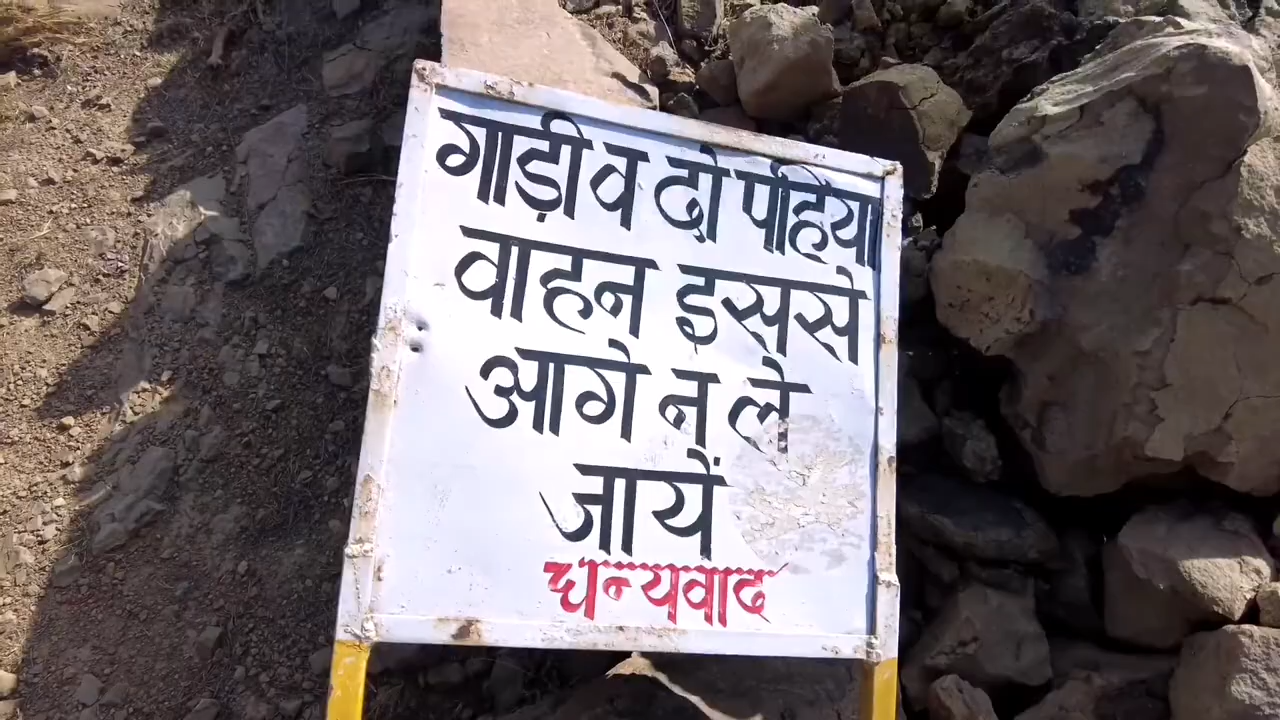 गाड़ी व दो पहिया
वाहन इससे
आगे न ले
जायें
धन्यवाद